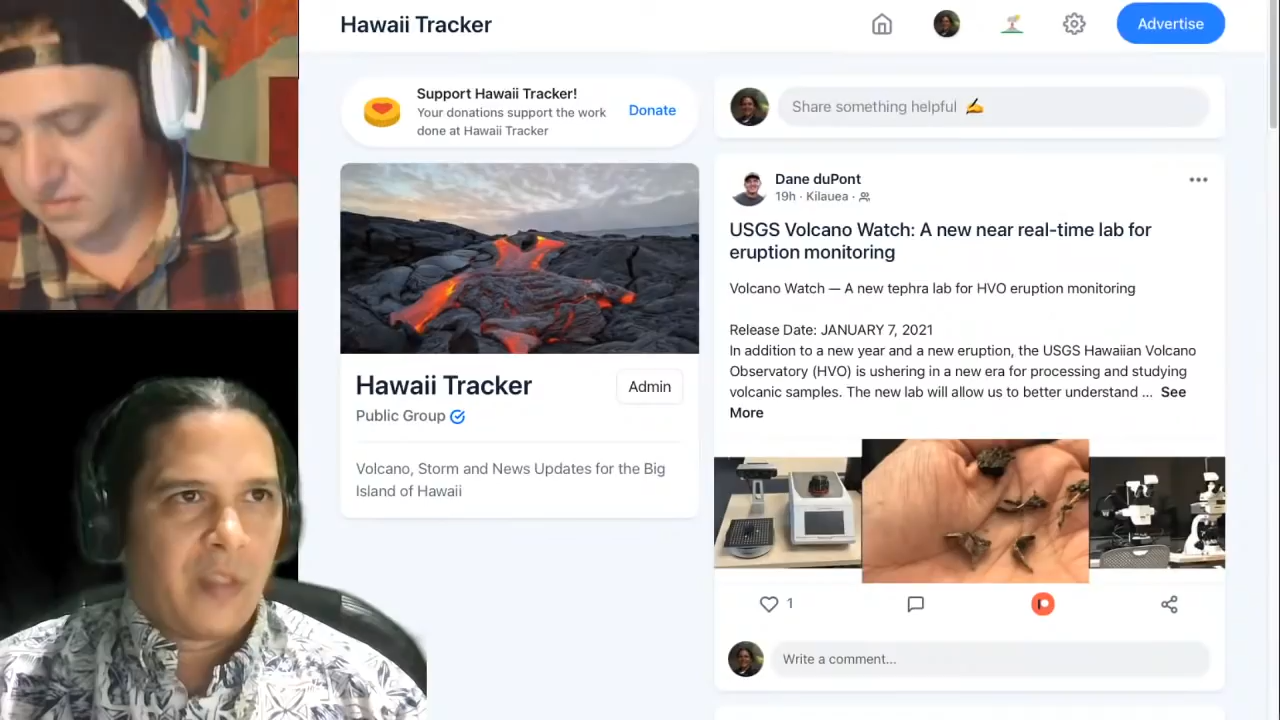 Hawaii Tracker
Advertise
Support Hawaii Tracker!
Your donations support the work
done at Hawaii Tracker
Donate
Hawaii Tracker
Admin
Public Group
Volcano, Storm and News Updates for the Big
Island of Hawaii
Share something helpful ✍️
Dane duPont
19h · Kilauea ·
USGS Volcano Watch: A new near real-time lab for
eruption monitoring
Volcano Watch — A new tephra lab for HVO eruption monitoring
Release Date: JANUARY 7, 2021
In addition to a new year and a new eruption, the USGS Hawaiian Volcano
Observatory (HVO) is ushering in a new era for processing and studying
volcanic samples. The new lab will allow us to better understand ... See
More
1
Write a comment...